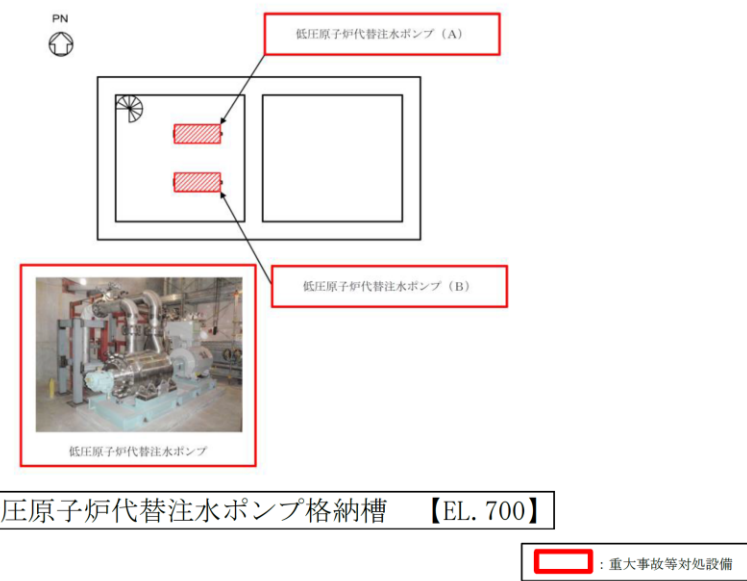 PN
低圧原子炉代替注水ポンプ（A）
低圧原子炉代替注水ポンプ（B）
低圧原子炉代替注水ポンプ
圧原子炉代替注水ポンプ格納槽　【EL.700】
：重大事故等対処設備